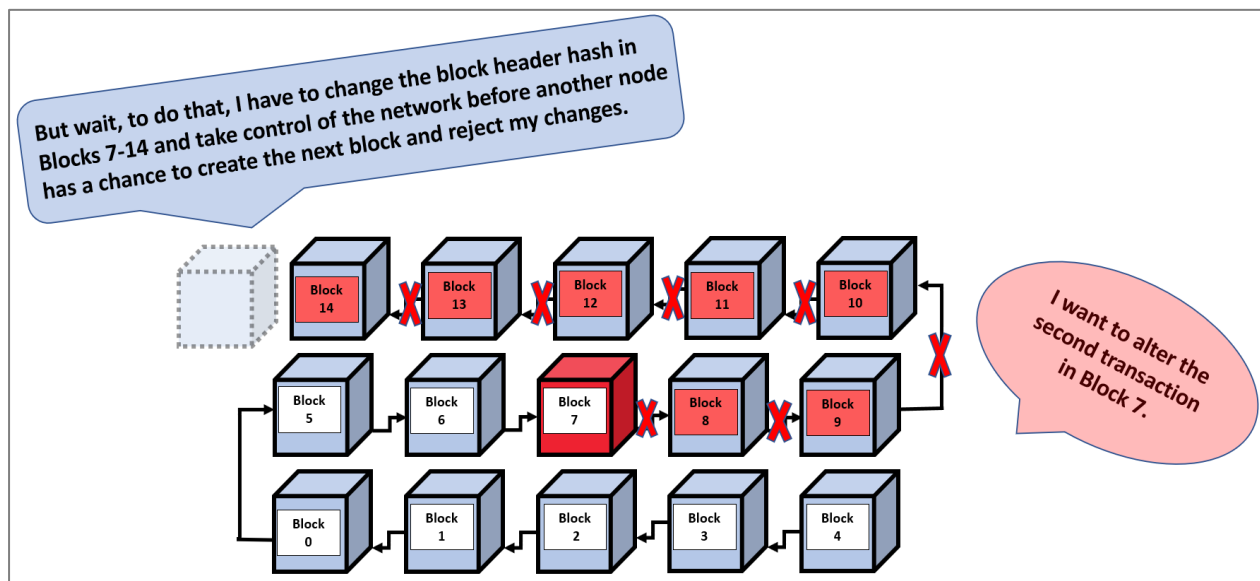 But wait, to do that, I have to change the block header hash in
Blocks 7-14 and take control of the network before another node
has a chance to create the next block and reject my changes.
Block
14
Block
13
Block
12
Block
11
Block
10
I want to alter the
second transaction
in Block 7.
Block
5
Block
6
Block
7
Block
8
Block
9
Block
0
Block
1
Block
2
Block
3
Block
4